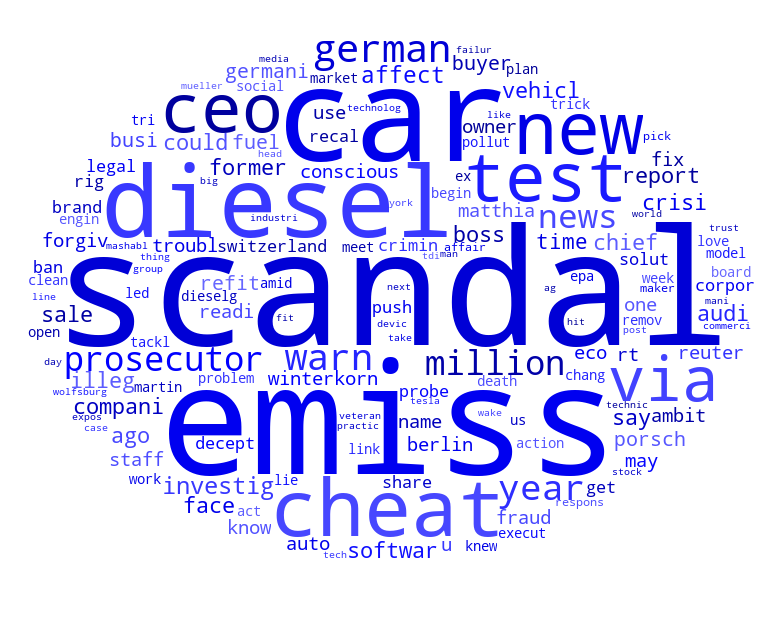 media failur
german
mueller germani market affect buyer plan
social vehicl
ceo car use technolog like trick
tri owner new pick
busi could fuel recal pollut
head test fix
legal former conscious ex report
rig big
brand diesel york begin matthia news crisi
engin industri world
forgiv troubl switzerland meet crimin affair boss time chief trust
mashabl tdi man solut love
ban thing refit amid scandal epa week model board
clean group next one maker corpor
line led dieselg ag mani audi
sale readi fit push hit remov commerci
open devic post
tackl take rt
day prosecutor warn million eco reuter
illeg problem winterkorn death chang via
wolfsburg martin probe tesla
expos compani emiss name technic say ambit
case veteran wake us
ago decept practic link berlin action porsch
staff may
work investig lie share year get stock
cheat respons
face act fraud
know knew execut
auto tech softwar u